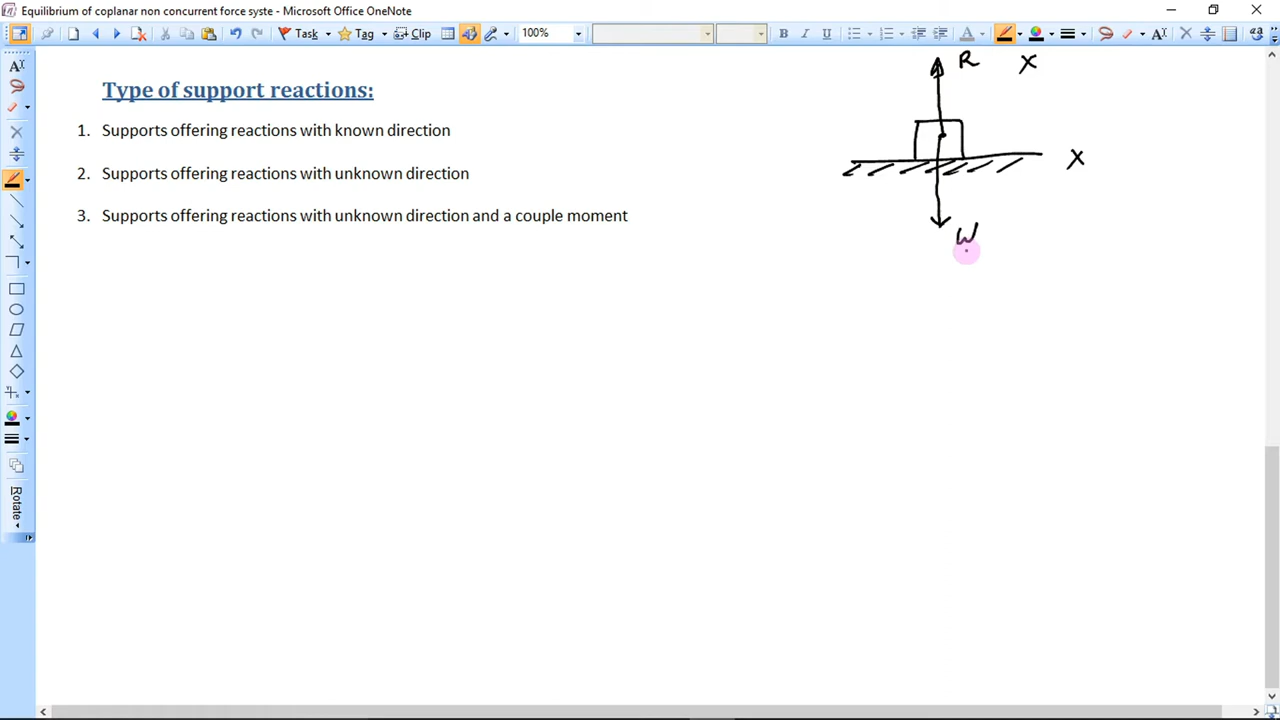 Equilibrium of coplanar non concurrent force syste - Microsoft Office OneNote
Task Tag Clip 100% B I U
Type of support reactions:
1. Supports offering reactions with known direction
2. Supports offering reactions with unknown direction
3. Supports offering reactions with unknown direction and a couple moment
R X
X
W
Rotate